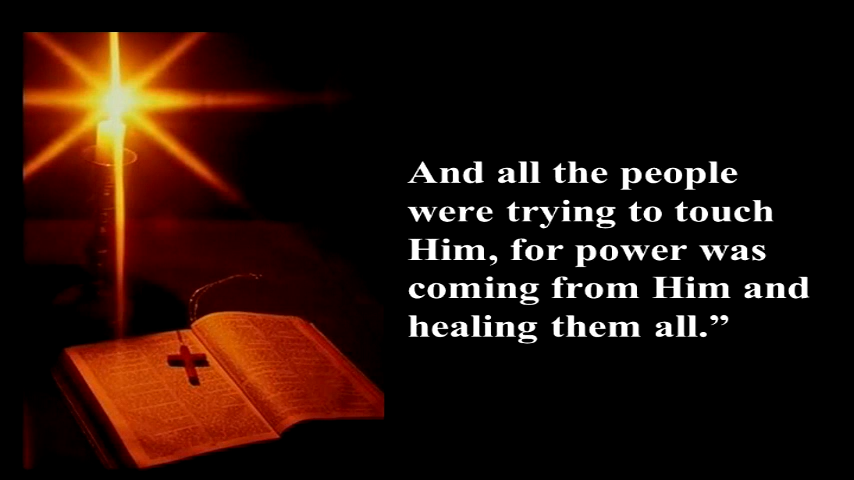 And all the people
were trying to touch
Him, for power was
coming from Him and
healing them all.”